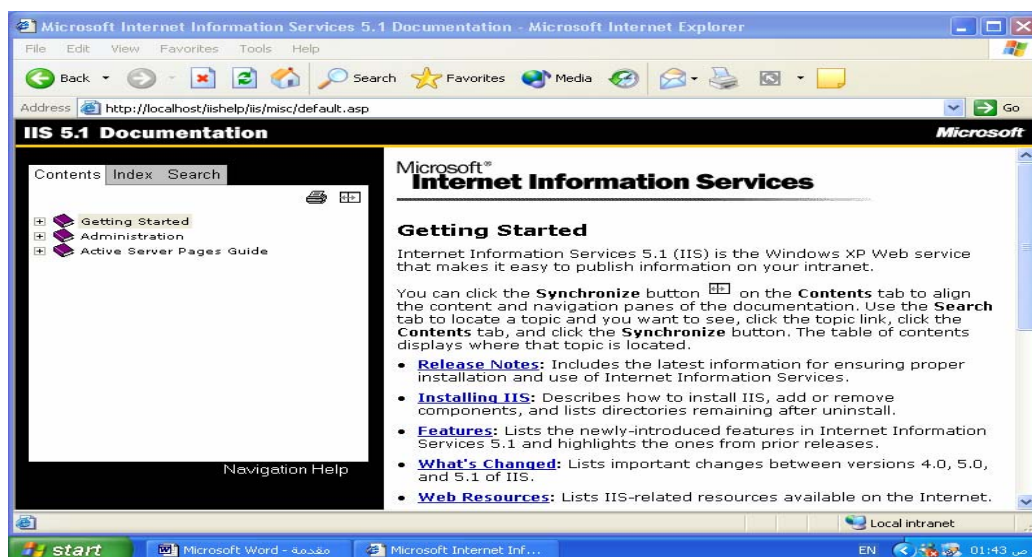 Microsoft Internet Information Services 5.1 Documentation - Microsoft Internet Explorer
File Edit View Favorites Tools Help
Back Search Favorites Media
Address http://localhost/iishelp/iis/misc/default.asp Go
IIS 5.1 Documentation Microsoft
Contents Index Search
Getting Started
Administration
Active Server Pages Guide
Navigation Help
Microsoft®
Internet Information Services
Getting Started
Internet Information Services 5.1 (IIS) is the Windows XP Web service
that makes it easy to publish information on your intranet.
You can click the Synchronize button on the Contents tab to align
the content and navigation panes of the documentation. Use the Search
tab to locate a topic and you want to see, click the topic link, click the
Contents tab, and click the Synchronize button. The table of contents
displays where that topic is located.
• Release Notes: Includes the latest information for ensuring proper
installation and use of Internet Information Services.
• Installing IIS: Describes how to install IIS, add or remove
components, and lists directories remaining after uninstall.
• Features: Lists the newly-introduced features in Internet Information
Services 5.1 and highlights the ones from prior releases.
• What's Changed: Lists important changes between versions 4.0, 5.0,
and 5.1 of IIS.
• Web Resources: Lists IIS-related resources available on the Internet.
Local intranet
start Microsoft Word - مقدمة Microsoft Internet Inf... EN 01:43 ص